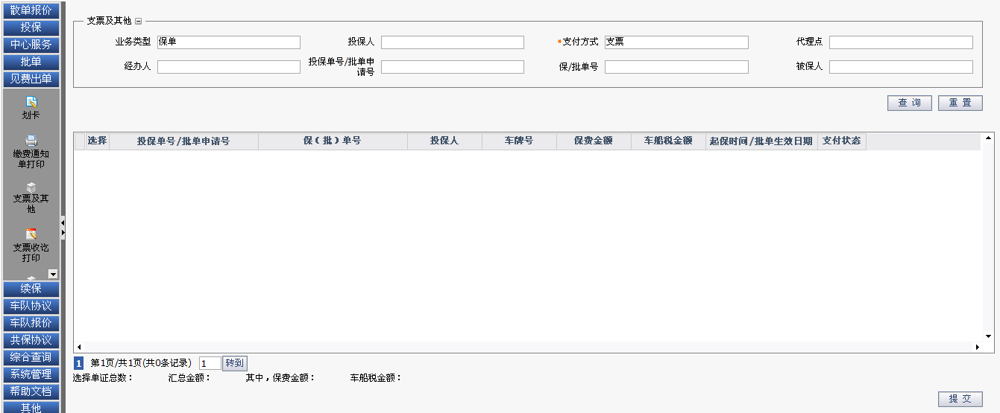 散单报价
投保
中心服务
批单
见费出单
划卡
缴费通知
单打印
支票及其
他
支票收讫
打印
续保
车队协议
车队报价
共保协议
综合查询
系统管理
帮助文档
其他
支票及其他
业务类型 保单 投保人 *支付方式 支票 代理点
经办人 投保单号/批单申
请号 保/批单号 被保人
查 询 重 置
选择 投保单号/批单申请号 保（批）单号 投保人 车牌号 保费金额 车船税金额 起保时间/批单生效日期 支付状态
1 第1页/共1页(共0条记录) 1 转到
选择单证总数： 汇总金额： 其中，保费金额： 车船税金额：
提 交